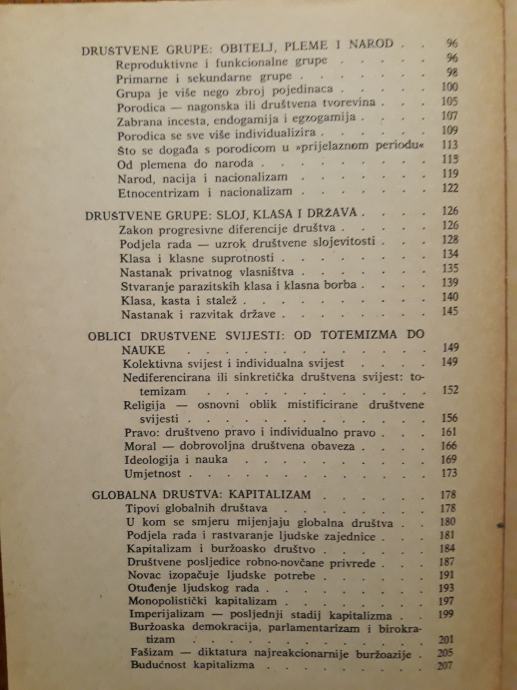 DRUŠTVENE GRUPE: OBITELJ, PLEME I NAROD . . 96
Reproduktivne i funkcionalne grupe . . . . . 96
Primarne i sekundarne grupe . . . . . . 98
Grupa je više nego zbroj pojedinaca . . . . . 100
Porodica — nagonska ili društvena tvorevina . . . 105
Zabrana incesta, endogamija i egzogamija . . . . 107
Porodica se sve više individualizira . . . . . 109
Što se događa s porodicom u »prijelaznom periodu« 113
Od plemena do naroda . . . . . . . . 113
Narod, nacija i nacionalizam . . . . . . 119
Etnocentrizam i nacionalizam . . . . . . 122
DRUŠTVENE GRUPE: SLOJ, KLASA I DRŽAVA . . . . 126
Zakon progresivne diferencije društva . . . . . 126
Podjela rada — uzrok društvene slojevitosti . . . 128
Klasa i klasne suprotnosti . . . . . . . 134
Nastanak privatnog vlasništva . . . . . . 135
Stvaranje parazitskih klasa i klasna borba . . . . 139
Klasa, kasta i stalež . . . . . . . . 140
Nastanak i razvitak države . . . . . . . 145
OBLICI DRUŠTVENE SVIJESTI: OD TOTEMIZMA DO
NAUKE . . . . . . . . . . 149
Kolektivna svijest i individualna svijest . . . . 149
Nediferencirana ili sinkretička društvena svijest: to-
temizam . . . . . . . . . 152
Religija — osnovni oblik mistificirane društvene
svijesti . . . . . . . . . . 156
Pravo: društveno pravo i individualno pravo . . . 161
Moral — dobrovoljna društvena obaveza . . . . 166
Ideologija i nauka . . . . . . . . 169
Umjetnost . . . . . . . . . . 173
GLOBALNA DRUŠTVA: KAPITALIZAM . . . . . . 178
Tipovi globalnih društava . . . . . . . 178
U kom se smjeru mijenjaju globalna društva . . 180
Podjela rada i rastvaranje ljudske zajednice . . . 181
Kapitalizam i buržoasko društvo . . . . . 184
Društvene posljedice robno-novčane privrede . . . 187
Novac izopačuje ljudske potrebe . . . . . 191
Otuđenje ljudskog rada . . . . . . . 193
Monopolistički kapitalizam . . . . . . . 197
Imperijalizam — posljednji stadij kapitalizma . . . 199
Buržoaska demokracija, parlamentarizam i birokra-
tizam . . . . . . . . . . 201
Fašizam — diktatura najreakcionarnije buržoazije . 205
Budućnost kapitalizma . . . . . . . . 207